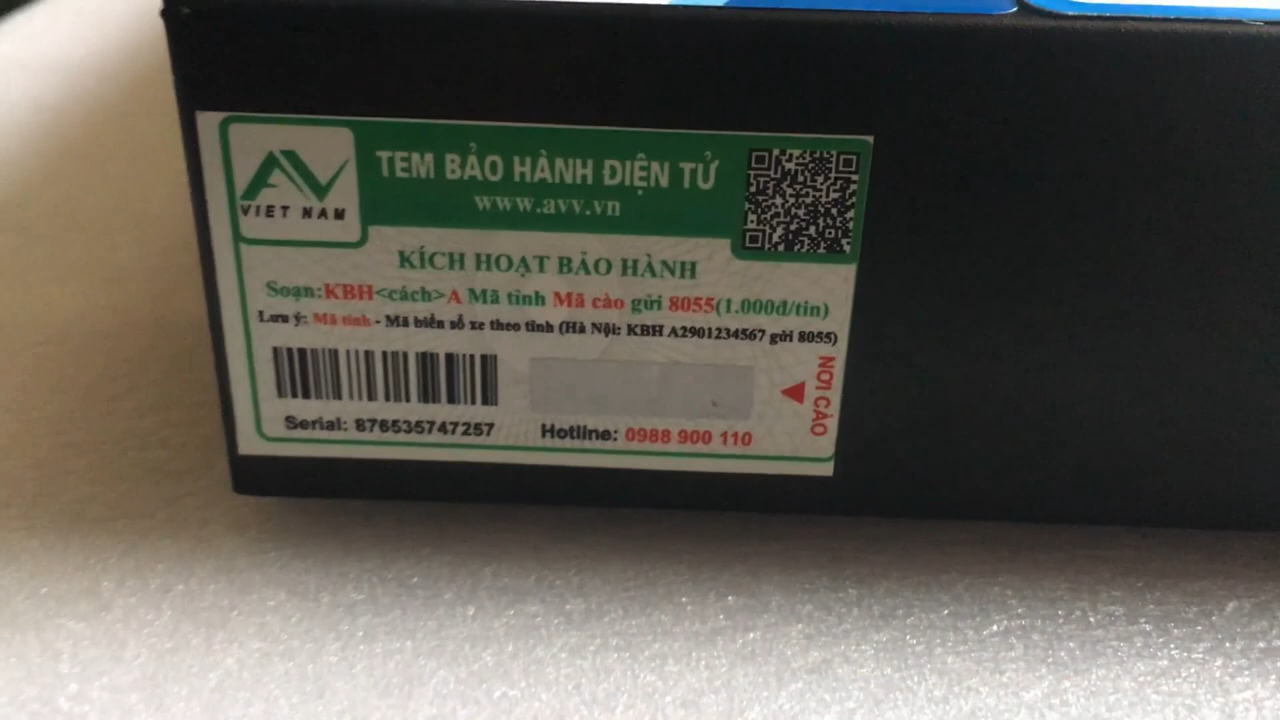 AV
VIET NAM
TEM BẢO HÀNH ĐIỆN TỬ
www.avv.vn
KÍCH HOẠT BẢO HÀNH
Soạn:KBH<cách>A Mã tỉnh Mã cào gửi 8055(1.000đ/tin)
Lưu ý: Mã tỉnh - Mã biển số xe theo tỉnh (Hà Nội: KBH A2901234567 gửi 8055)
NƠI CÀO
Serial: 876535747257
Hotline: 0988 900 110